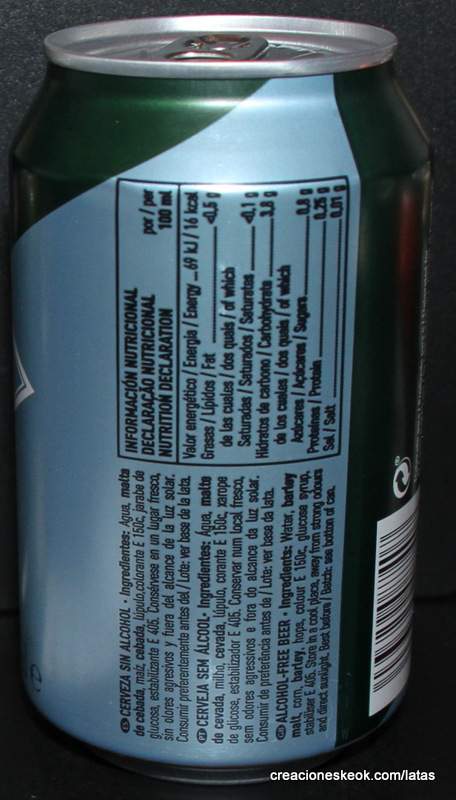 INFORMACIÓN NUTRICIONAL
DECLARAÇÃO NUTRICIONAL
NUTRITION DECLARATION
por / per
100 ml
Valor energético / Energia / Energy 69 kJ / 16 kcal
Grasas / Lípidos / Fat <0,5 g
de las cuales / dos quais / of which
Saturadas / Saturados / Saturates <0,1 g
Hidratos de carbono / Carbohydrate 3,8 g
de los cuales / dos quais / of which
Azúcares / Açúcares / Sugars 0,8 g
Proteínas / Protein 0,25 g
Sal / Salt 0,01 g
ES CERVEZA SIN ALCOHOL · Ingredientes: Agua, malta
de cebada, maíz, cebada, lúpulo, colorante E 150c, jarabe de
glucosa, estabilizante E 405. Consérvese en un lugar fresco,
sin olores agresivos y fuera del alcance de la luz solar.
Consumir preferentemente antes del / Lote: ver base de la lata.
PT CERVEJA SEM ÁLCOOL · Ingredientes: Água, malte
de cevada, milho, cevada, lúpulo, corante E 150c, xarope
de glicose, estabilizador E 405. Conservar num local fresco,
sem odores agressivos e fora do alcance da luz solar.
Consumir de preferência antes de / Lote: ver base da lata.
GB ALCOHOL-FREE BEER · Ingredients: Water, barley
malt, corn, barley, hops, colour E 150c, glucose syrup,
stabiliser E 405. Store in a cool place, away from strong odours
and direct sunlight. Best before / Batch: see bottom of can.
creacioneskeok.com/latas